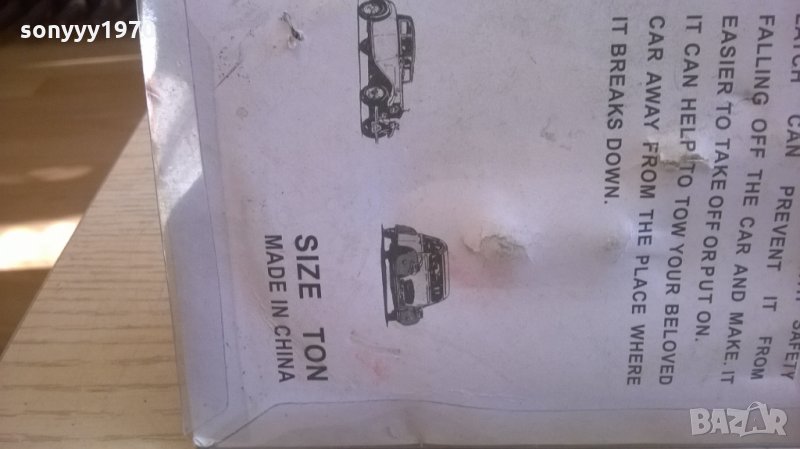 sonyyy1970
LATCH CAN SAFETY
PREVENT IT FROM
FALLING OFF THE CAR AND MAKE.IT
EASIER TO TAKE OFF OR PUT ON.
IT CAN HELP TO TOW YOUR BELOVED
CAR AWAY FROM THE PLACE WHERE
IT BREAKS DOWN.
SIZE TON
MADE IN CHINA
BAZAR